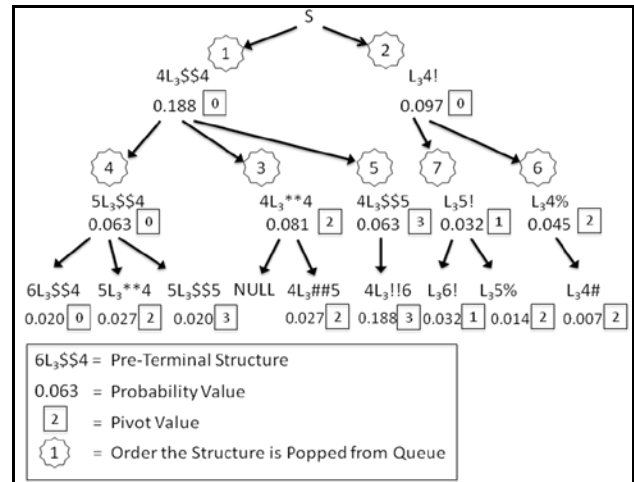 S
1 2
4L₃$$4 L₃4!
0.188 0 0.097 0
4 3 5 7 6
5L₃$$4 4L₃**4 4L₃$$5 L₃5! L₃4%
0.063 0 0.081 2 0.063 3 0.032 1 0.045 2
6L₃$$4 5L₃**4 5L₃$$5 NULL 4L₃##5 4L₃!!6 L₃6! L₃5% L₃4#
0.020 0 0.027 2 0.020 3 0.027 2 0.188 3 0.032 1 0.014 2 0.007 2
6L₃$$4 = Pre-Terminal Structure
0.063 = Probability Value
2 = Pivot Value
1 = Order the Structure is Popped from Queue